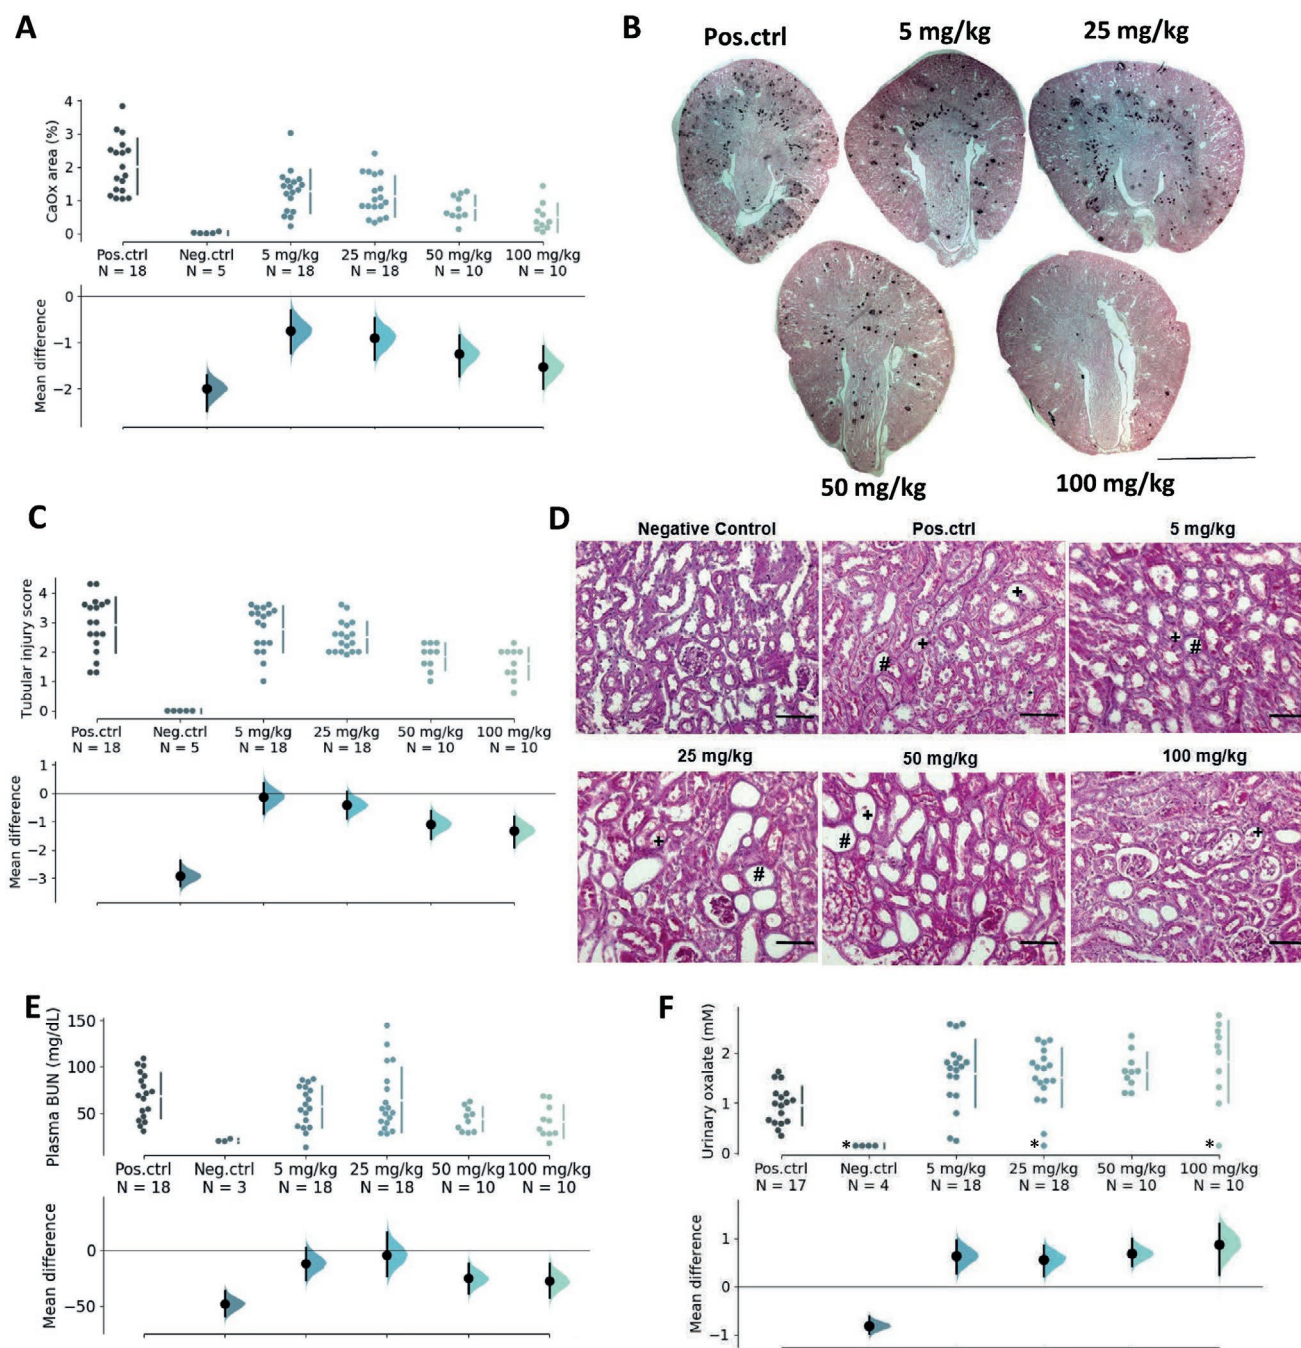 A
CaOx area (%)
4
3
2
1
0
Pos.ctrl Neg.ctrl 5 mg/kg 25 mg/kg 50 mg/kg 100 mg/kg
N = 18 N = 5 N = 18 N = 18 N = 10 N = 10
Mean difference
0
−1
−2
B
Pos.ctrl 5 mg/kg 25 mg/kg
50 mg/kg 100 mg/kg
C
Tubular injury score
4
3
2
1
0
Pos.ctrl Neg.ctrl 5 mg/kg 25 mg/kg 50 mg/kg 100 mg/kg
N = 18 N = 5 N = 18 N = 18 N = 10 N = 10
Mean difference
1
0
−1
−2
−3
D
Negative Control Pos.ctrl 5 mg/kg
+
+
#
+
#
25 mg/kg 50 mg/kg 100 mg/kg
+
#
+
#
+
E
Plasma BUN (mg/dL)
150
100
50
Pos.ctrl Neg.ctrl 5 mg/kg 25 mg/kg 50 mg/kg 100 mg/kg
N = 18 N = 3 N = 18 N = 18 N = 10 N = 10
Mean difference
0
−50
F
Urinary oxalate (mM)
2
1
0
* * *
Pos.ctrl Neg.ctrl 5 mg/kg 25 mg/kg 50 mg/kg 100 mg/kg
N = 17 N = 4 N = 18 N = 18 N = 10 N = 10
Mean difference
1
0
−1